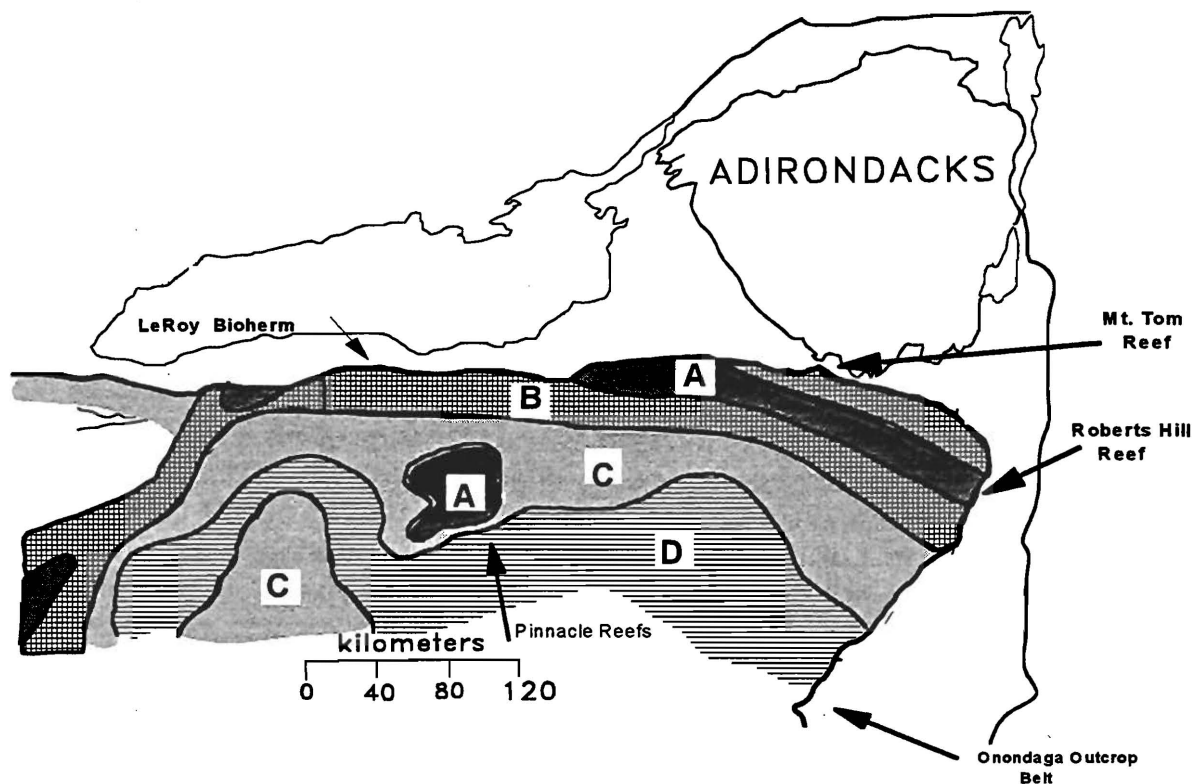 ADIRONDACKS
LeRoy Bioherm
Mt. Tom
Reef
A
B
Roberts Hill
Reef
C
A
D
C
Pinnacle Reefs
kilometers
0 40 80 120
Onondaga Outcrop
Belt